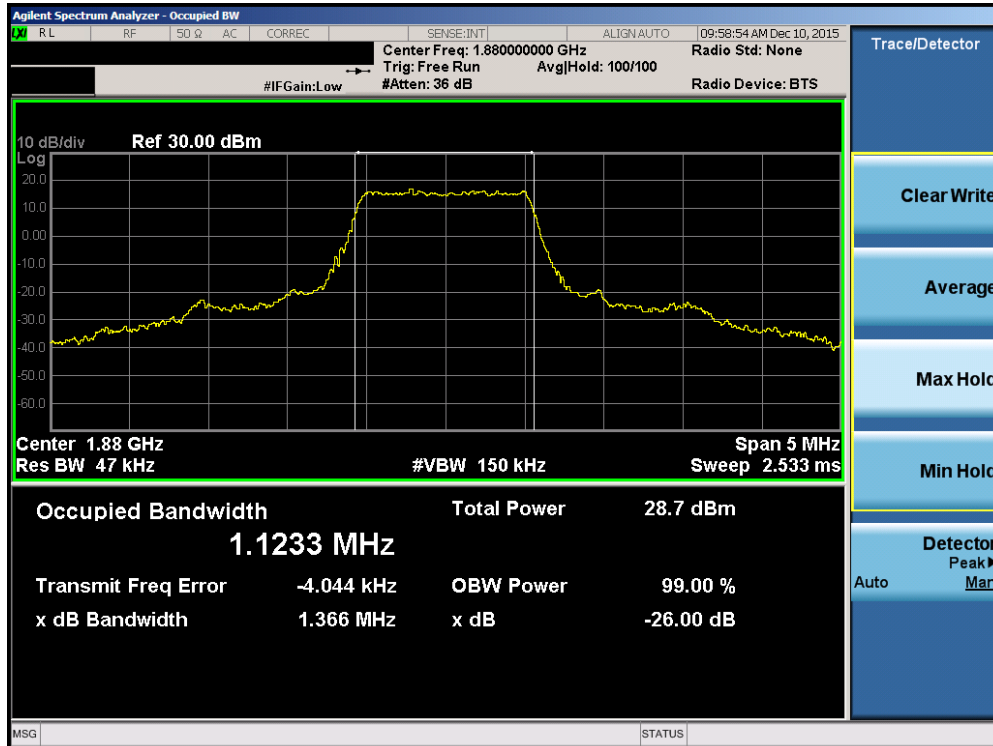 Agilent Spectrum Analyzer - Occupied BW
LXI RL RF 50 Ω AC CORREC SENSE:INT ALIGN AUTO 09:58:54 AM Dec 10, 2015
Center Freq: 1.880000000 GHz Radio Std: None
Trig: Free Run Avg|Hold: 100/100
#IFGain:Low #Atten: 36 dB Radio Device: BTS
Trace/Detector
10 dB/div Ref 30.00 dBm
Log
20.0
10.0
0.00
-10.0
-20.0
-30.0
-40.0
-50.0
-60.0
Center 1.88 GHz Span 5 MHz
Res BW 47 kHz #VBW 150 kHz Sweep 2.533 ms
Occupied Bandwidth Total Power 28.7 dBm
1.1233 MHz
Transmit Freq Error -4.044 kHz OBW Power 99.00 %
x dB Bandwidth 1.366 MHz x dB -26.00 dB
Clear Write
Average
Max Hold
Min Hold
Detector
Peak
Auto Man
MSG STATUS